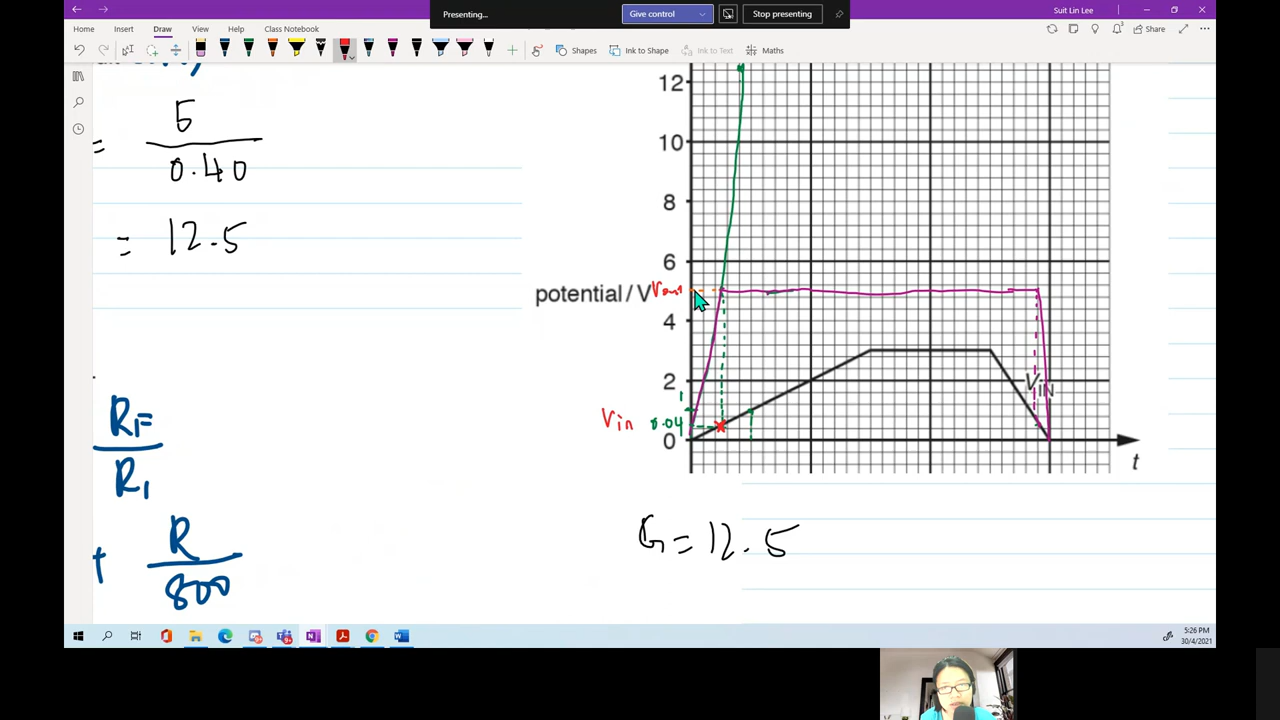 Presenting...
Give control
Stop presenting
Suit Lin Lee
Home
Insert
Draw
View
Help
Class Notebook
Share
Shapes
Ink to Shape
Ink to Text
Maths
= 5
0.40
= 12.5
RF
R1
+ R
800
12
10
8
6
potential / V
4
2
1
Vin 0.04
0
VIN
t
G = 12.5
5:26 PM
30/4/2021